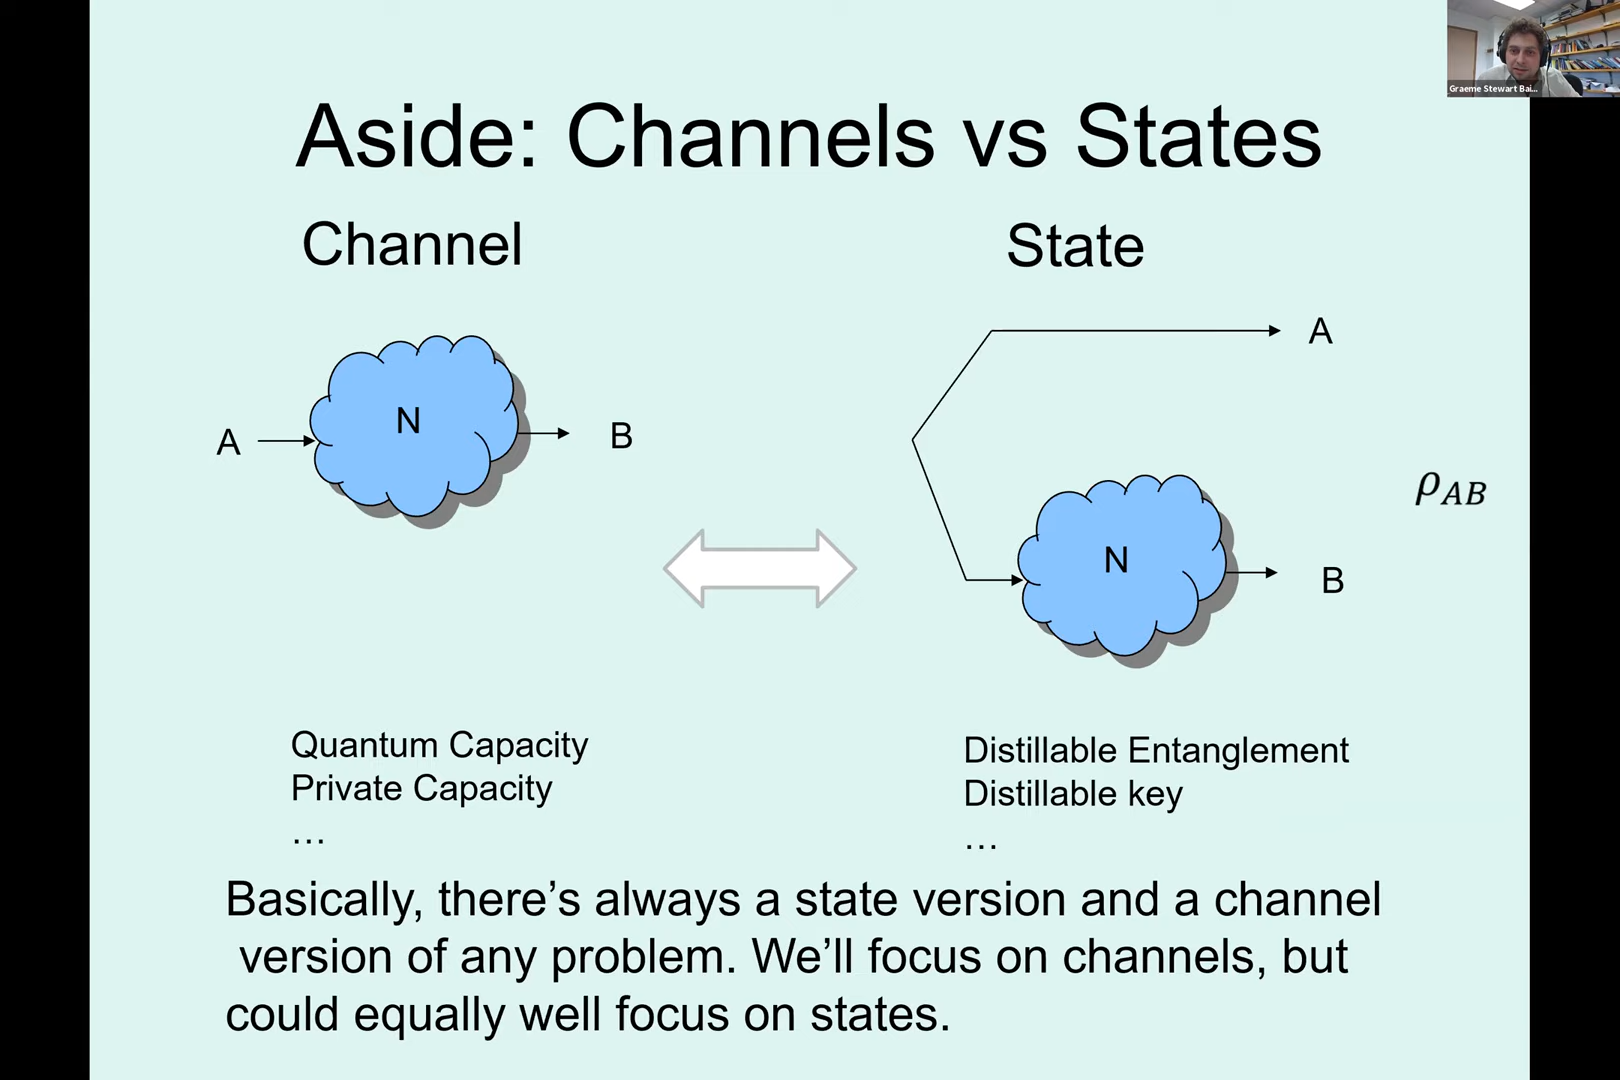 Graeme Stewart Bai...
Aside: Channels vs States
Channel
State
A
N
B
A
N
B
ρAB
Quantum Capacity
Private Capacity
…
Distillable Entanglement
Distillable key
…
Basically, there’s always a state version and a channel
version of any problem. We’ll focus on channels, but
could equally well focus on states.